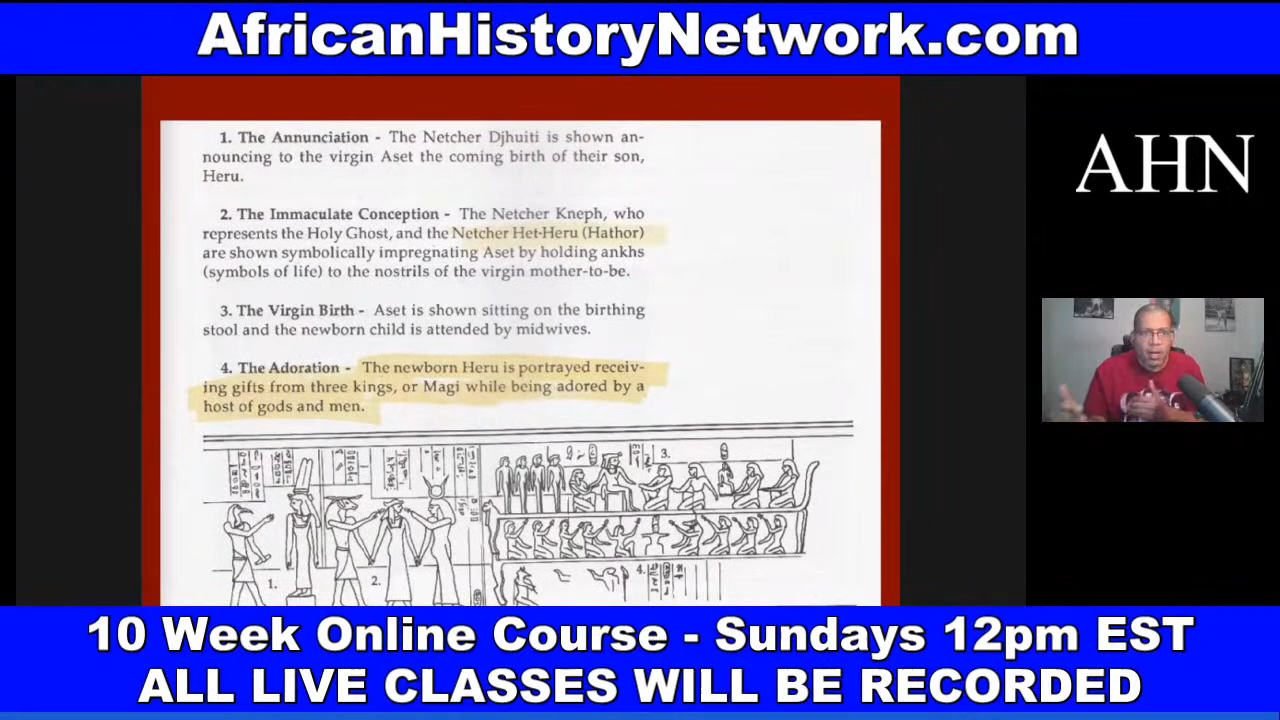 AfricanHistoryNetwork.com
1. The Annunciation - The Netcher Djhuiti is shown an-
nouncing to the virgin Aset the coming birth of their son,
Heru.
2. The Immaculate Conception - The Netcher Kneph, who
represents the Holy Ghost, and the Netcher Het-Heru (Hathor)
are shown symbolically impregnating Aset by holding ankhs
(symbols of life) to the nostrils of the virgin mother-to-be.
3. The Virgin Birth - Aset is shown sitting on the birthing
stool and the newborn child is attended by midwives.
4. The Adoration - The newborn Heru is portrayed receiv-
ing gifts from three kings, or Magi while being adored by a
host of gods and men.
3.
4.
1.
2.
AHN
10 Week Online Course - Sundays 12pm EST
ALL LIVE CLASSES WILL BE RECORDED